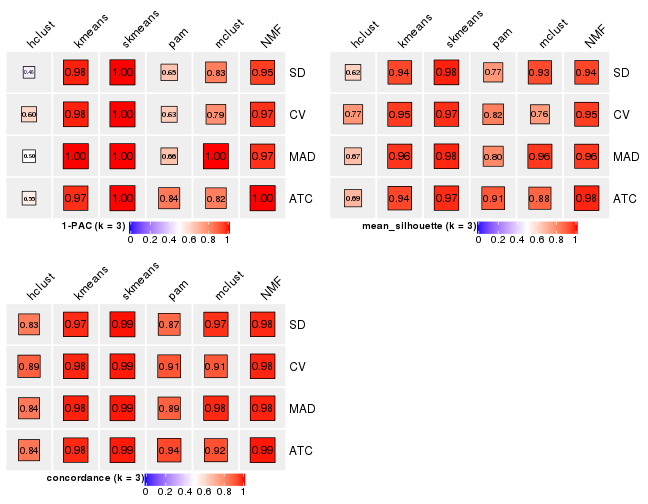 hclust kmeans skmeans pam mclust NMF
0.46 0.98 1.00 0.65 0.83 0.95 SD
0.60 0.98 1.00 0.63 0.79 0.97 CV
0.50 1.00 1.00 0.66 1.00 0.97 MAD
0.55 0.97 1.00 0.84 0.82 1.00 ATC
1-PAC (k = 3)
0 0.2 0.4 0.6 0.8 1
hclust kmeans skmeans pam mclust NMF
0.62 0.94 0.98 0.77 0.93 0.94 SD
0.77 0.95 0.97 0.82 0.76 0.95 CV
0.67 0.96 0.98 0.80 0.96 0.96 MAD
0.69 0.94 0.97 0.91 0.88 0.98 ATC
mean_silhouette (k = 3)
0 0.2 0.4 0.6 0.8 1
hclust kmeans skmeans pam mclust NMF
0.83 0.97 0.99 0.87 0.97 0.98 SD
0.89 0.98 0.99 0.91 0.91 0.98 CV
0.84 0.98 0.99 0.89 0.98 0.98 MAD
0.84 0.98 0.99 0.94 0.92 0.99 ATC
concordance (k = 3)
0 0.2 0.4 0.6 0.8 1